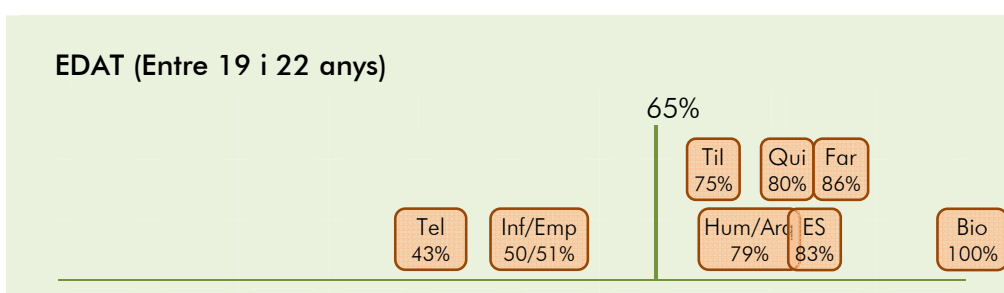 EDAT (Entre 19 i 22 anys)
65%
Til
75%
Qui
80%
Far
86%
Tel
43%
Inf/Emp
50/51%
Hum/Arq
79%
ES
83%
Bio
100%